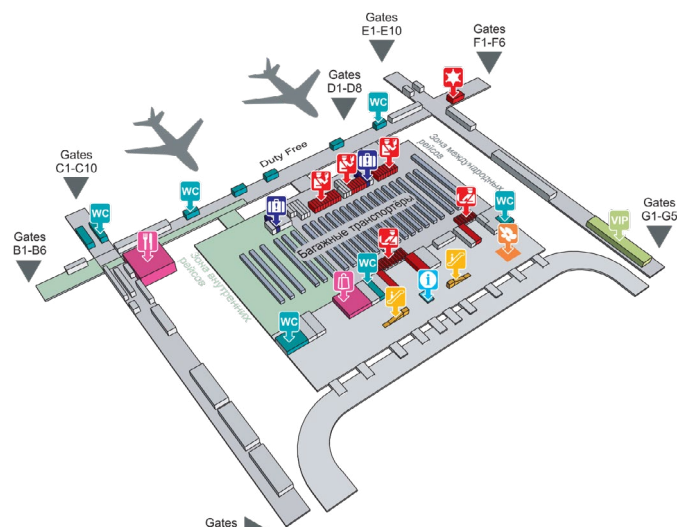 Gates
E1-E10
Gates
F1-F6
Gates
D1-D8
WC
Duty Free
Зона международных
рейсов
Gates
C1-C10
WC
WC
Gates
B1-B6
Багажные транспортёры
WC
VIP
Gates
G1-G5
Зона внутренних
рейсов
WC
i
WC
Gates